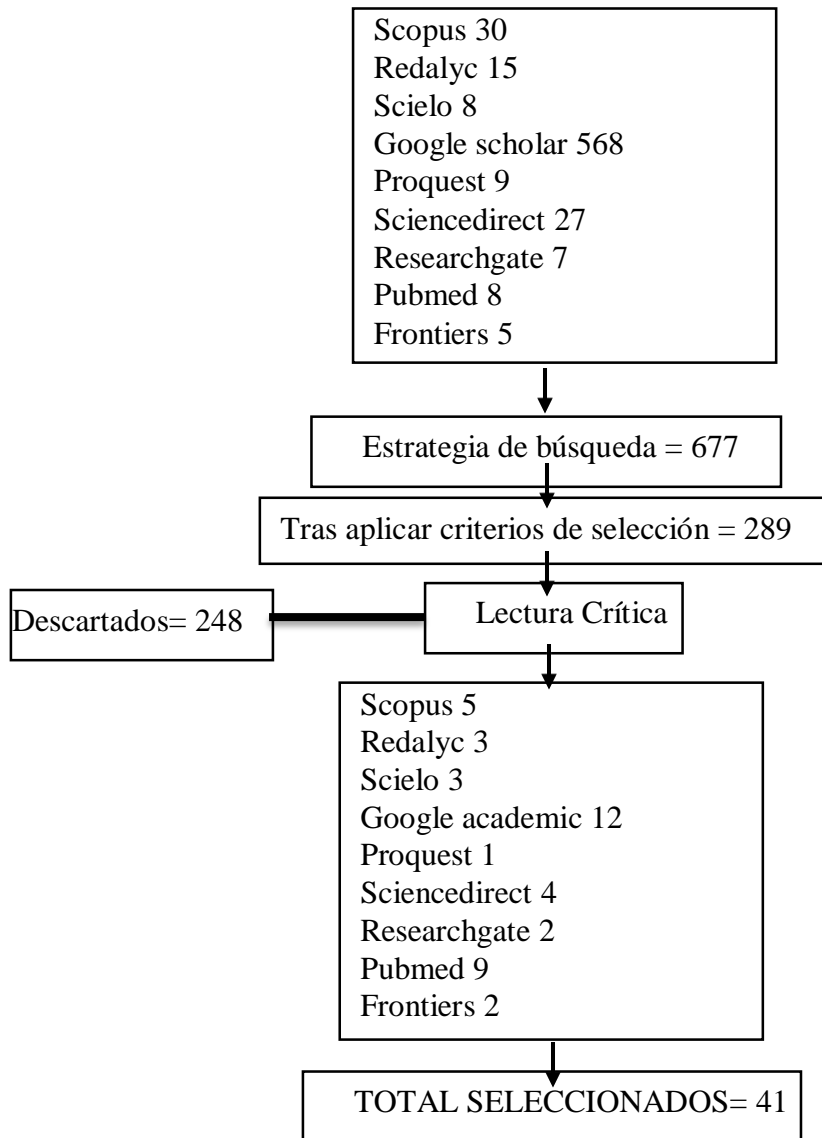 Scopus 30
Redalyc 15
Scielo 8
Google scholar 568
Proquest 9
Sciencedirect 27
Researchgate 7
Pubmed 8
Frontiers 5
Estrategia de búsqueda = 677
Tras aplicar criterios de selección = 289
Descartados= 248
Lectura Crítica
Scopus 5
Redalyc 3
Scielo 3
Google academic 12
Proquest 1
Sciencedirect 4
Researchgate 2
Pubmed 9
Frontiers 2
TOTAL SELECCIONADOS= 41